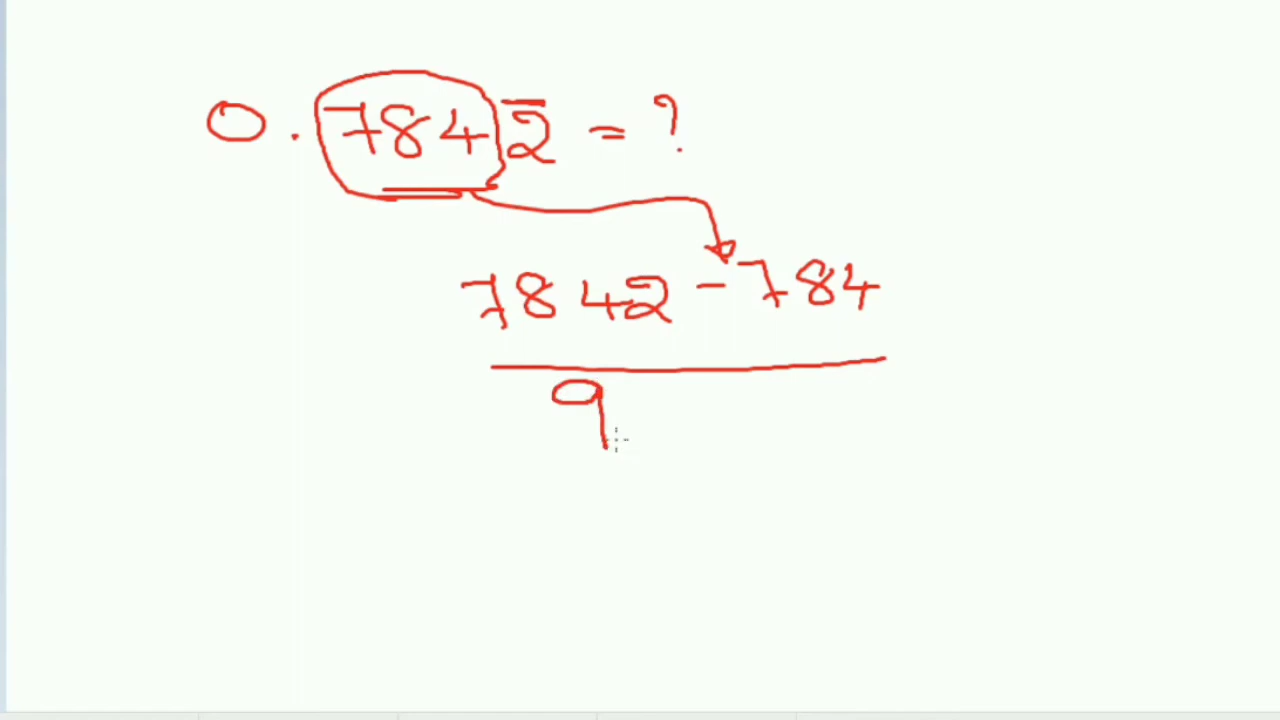 0.7842̅ = ?
7842 - 784
9